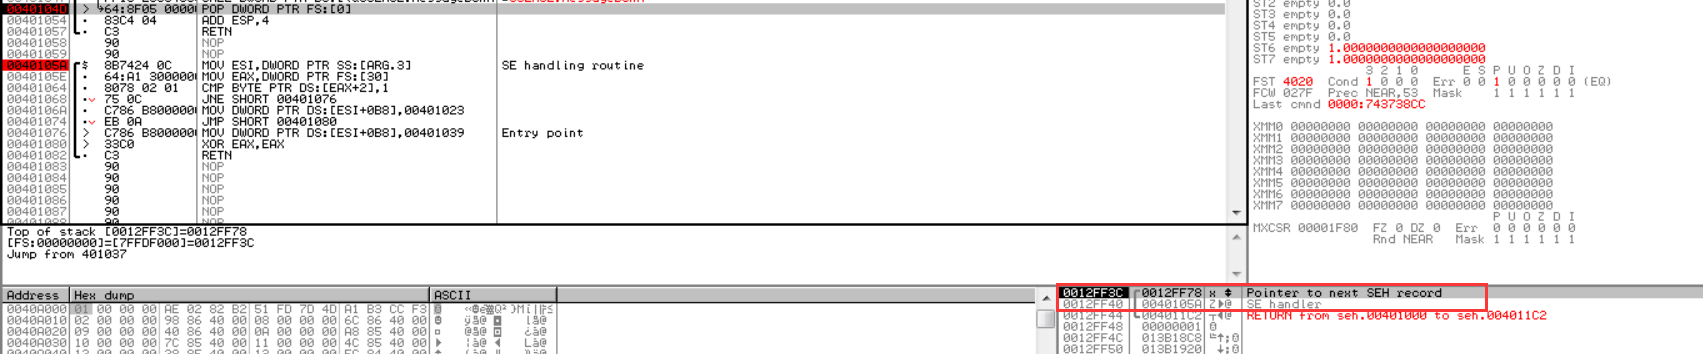 0040104D > 64:8F05 0000 POP DWORD PTR FS:[0]
00401054 . 83C4 04 ADD ESP,4
00401057 . C3 RETN
00401058 90 NOP
00401059 90 NOP
0040105A $ 8B7424 0C MOV ESI,DWORD PTR SS:[ARG.3] SE handling routine
0040105E . 64:A1 300000 MOV EAX,DWORD PTR FS:[30]
00401064 . 8078 02 01 CMP BYTE PTR DS:[EAX+2],1
00401068 . 75 0C JNE SHORT 00401076
0040106A . C786 B800000 MOV DWORD PTR DS:[ESI+0B8],00401023
00401074 . EB 0A JMP SHORT 00401080
00401076 > C786 B800000 MOV DWORD PTR DS:[ESI+0B8],00401039 Entry point
00401080 > 33C0 XOR EAX,EAX
00401082 . C3 RETN
00401083 90 NOP
00401084 90 NOP
00401085 90 NOP
00401086 90 NOP
00401087 90 NOP
Top of stack [0012FF3C]=0012FF78
[FS:00000000]=[7FFDF000]=0012FF3C
Jump from 401037
ST2 empty 0.0
ST3 empty 0.0
ST4 empty 0.0
ST5 empty 0.0
ST6 empty 1.0000000000000000000
ST7 empty 1.0000000000000000000
3 2 1 0 E S P U O Z D I
FST 4020 Cond 1 0 0 0 Err 0 0 1 0 0 0 0 0 (EQ)
FCW 027F Prec NEAR,53 Mask 1 1 1 1 1 1
Last cmnd 0000:743738CC
XMM0 00000000 00000000 00000000 00000000
XMM1 00000000 00000000 00000000 00000000
XMM2 00000000 00000000 00000000 00000000
XMM3 00000000 00000000 00000000 00000000
XMM4 00000000 00000000 00000000 00000000
XMM5 00000000 00000000 00000000 00000000
XMM6 00000000 00000000 00000000 00000000
XMM7 00000000 00000000 00000000 00000000
P U O Z D I
MXCSR 00001F80 FZ 0 DZ 0 Err 0 0 0 0 0 0
Rnd NEAR Mask 1 1 1 1 1 1
Address Hex dump ASCII
0040A000 01 00 00 00 AE 02 82 B2 51 FD 7D 4D A1 B3 CC F3
0040A010 02 00 00 00 98 86 40 00 01 00 00 00 6C 86 40 00
0040A020 09 00 00 00 40 86 40 00 0A 00 00 00 A8 85 40 00
0040A030 10 00 00 00 7C 85 40 00 11 00 00 00 4C 85 40 00
0012FF3C 0012FF78 Pointer to next SEH record
0012FF40 0040105A SE handler
0012FF44 004011C2 RETURN from seh.00401000 to seh.004011C2
0012FF48 00000001
0012FF4C 013B18C8
0012FF50 013B1920